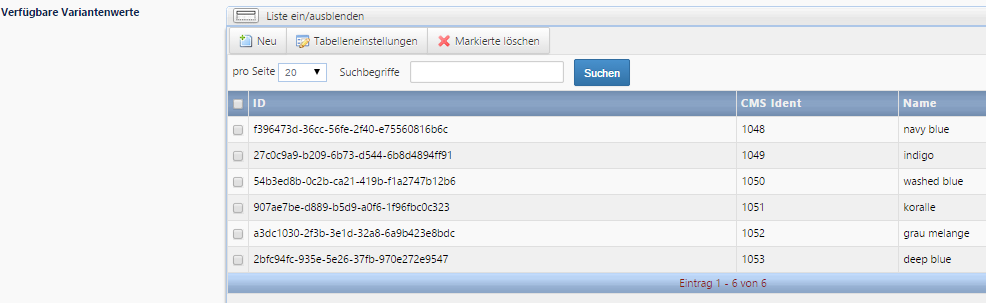 Verfügbare Variantenwerte
Liste ein/ausblenden
Neu Tabelleneinstellungen Markierte löschen
pro Seite 20 Suchbegriffe Suchen
ID CMS Ident Name
f396473d-36cc-56fe-2f40-e75560816b6c 1048 navy blue
27c0c9a9-b209-6b73-d544-6b8d4894ff91 1049 indigo
54b3ed8b-0c2b-ca21-419b-f1a2747b12b6 1050 washed blue
907ae7be-d889-b5d9-a0f6-1f96fbc0c323 1051 koralle
a3dc1030-2f3b-3e1d-32a8-6a9b423e8bdc 1052 grau melange
2bfc94fc-935e-5e26-37fb-970e272e9547 1053 deep blue
Eintrag 1 - 6 von 6